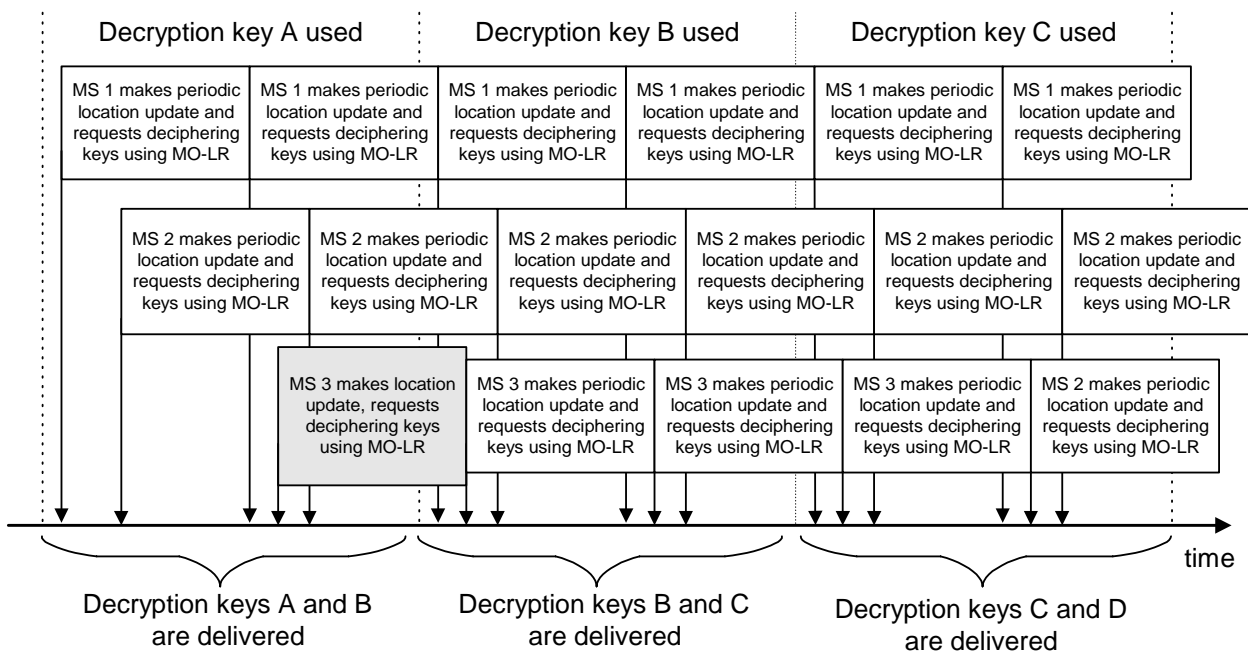 Decryption key A used
Decryption key B used
Decryption key C used
MS 1 makes periodic
location update and
requests deciphering
keys using MO-LR
MS 1 makes periodic
location update and
requests deciphering
keys using MO-LR
MS 1 makes periodic
location update and
requests deciphering
keys using MO-LR
MS 1 makes periodic
location update and
requests deciphering
keys using MO-LR
MS 1 makes periodic
location update and
requests deciphering
keys using MO-LR
MS 1 makes periodic
location update and
requests deciphering
keys using MO-LR
MS 2 makes periodic
location update and
requests deciphering
keys using MO-LR
MS 2 makes periodic
location update and
requests deciphering
keys using MO-LR
MS 2 makes periodic
location update and
requests deciphering
keys using MO-LR
MS 2 makes periodic
location update and
requests deciphering
keys using MO-LR
MS 2 makes periodic
location update and
requests deciphering
keys using MO-LR
MS 2 makes periodic
location update and
requests deciphering
keys using MO-LR
MS 3 makes location
update, requests
deciphering keys
using MO-LR
MS 3 makes periodic
location update and
requests deciphering
keys using MO-LR
MS 3 makes periodic
location update and
requests deciphering
keys using MO-LR
MS 3 makes periodic
location update and
requests deciphering
keys using MO-LR
MS 2 makes periodic
location update and
requests deciphering
keys using MO-LR
time
Decryption keys A and B
are delivered
Decryption keys B and C
are delivered
Decryption keys C and D
are delivered